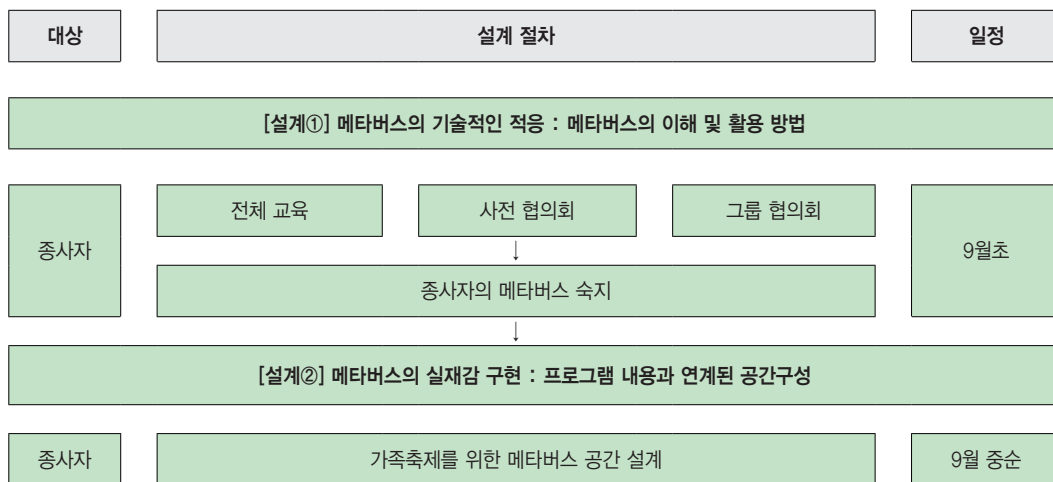 대상 설계 절차 일정
[설계①] 메타버스의 기술적인 적응 : 메타버스의 이해 및 활용 방법
전체 교육 사전 협의회 그룹 협의회
종사자 9월초
↓
종사자의 메타버스 숙지
↓
[설계②] 메타버스의 실재감 구현 : 프로그램 내용과 연계된 공간구성
종사자 가족축제를 위한 메타버스 공간 설계 9월 중순